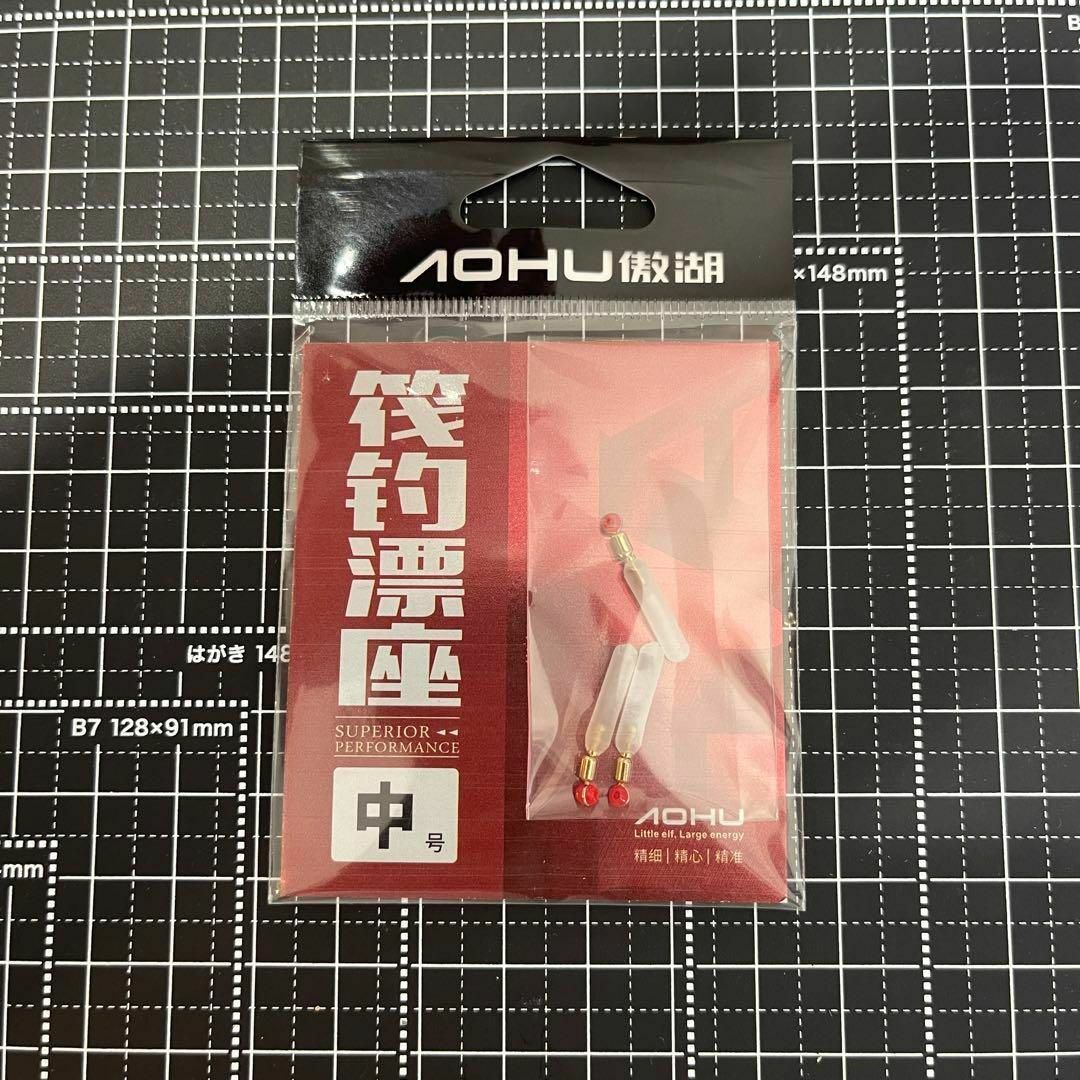 AOHU傲湖
×148mm
筏钓漂座
SUPERIOR ◄◄
PERFORMANCE
中号
AOHU
Little elf, Large energy
精细 | 精心 | 精准
はがき 148
B7 128×91mm
mm
B